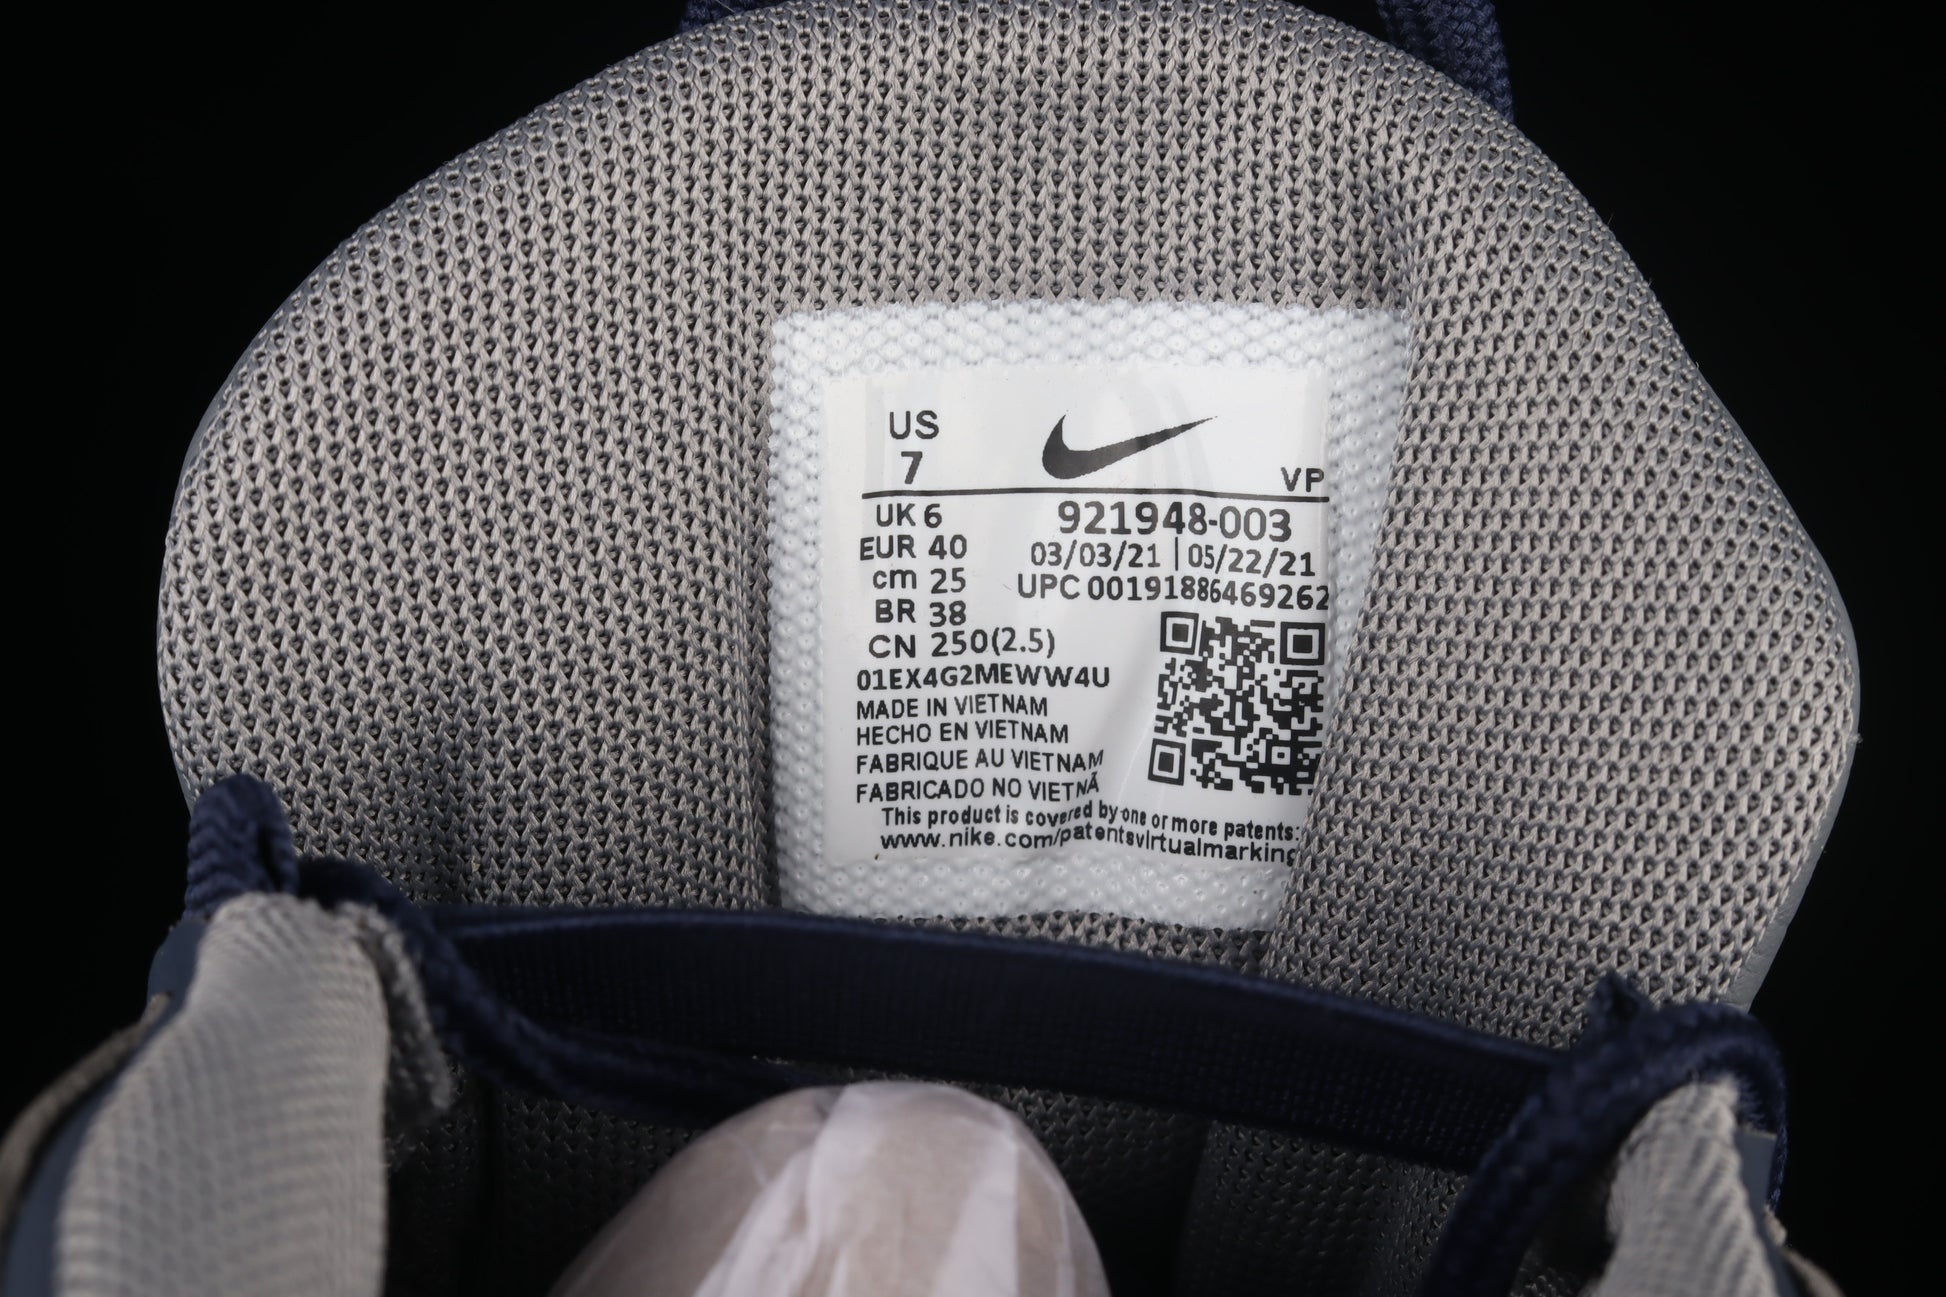 US
7
VP
UK 6
EUR 40
cm 25
BR 38
CN 250(2.5)
921948-003
03/03/21 | 05/22/21
UPC 00191886469262
01EX4G2MEWW4U
MADE IN VIETNAM
HECHO EN VIETNAM
FABRIQUE AU VIETNAM
FABRICADO NO VIETNÃ
This product is covered by one or more patents:
www.nike.com/patentsvirtualmarking